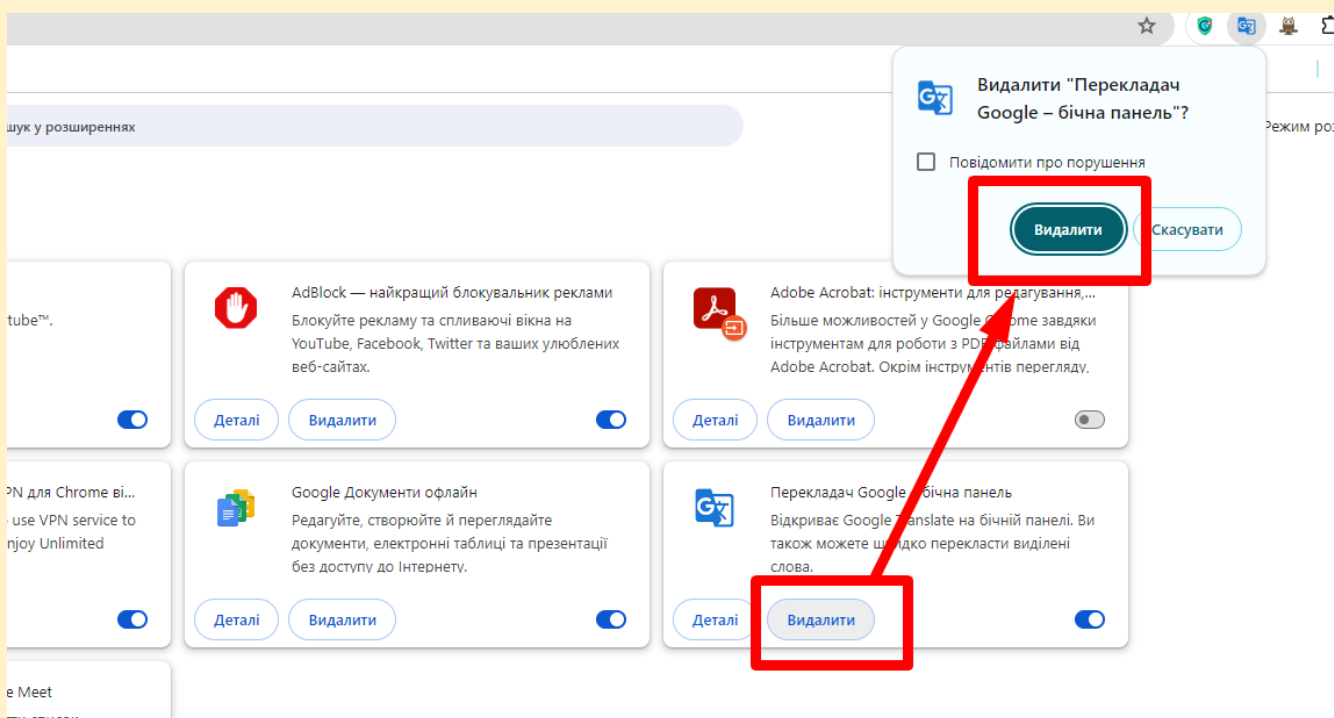 Видалити "Перекладач
Google – бічна панель"?
шук у розширеннях
Режим роз
Повідомити про порушення
Видалити
Скасувати
tube™.
AdBlock — найкращий блокувальник реклами
Блокуйте рекламу та спливаючі вікна на
YouTube, Facebook, Twitter та ваших улюблених
веб-сайтах.
Деталі
Видалити
Adobe Acrobat: інструменти для редагування,...
Більше можливостей у Google Chrome завдяки
інструментам для роботи з PDF-файлами від
Adobe Acrobat. Окрім інструментів перегляду,
Деталі
Видалити
PN для Chrome ві...
use VPN service to
njoy Unlimited
Google Документи офлайн
Редагуйте, створюйте й переглядайте
документи, електронні таблиці та презентації
без доступу до Інтернету.
Деталі
Видалити
Перекладач Google – бічна панель
Відкриває Google Translate на бічній панелі. Ви
також можете швидко перекласти виділені
слова.
Деталі
Видалити
e Meet